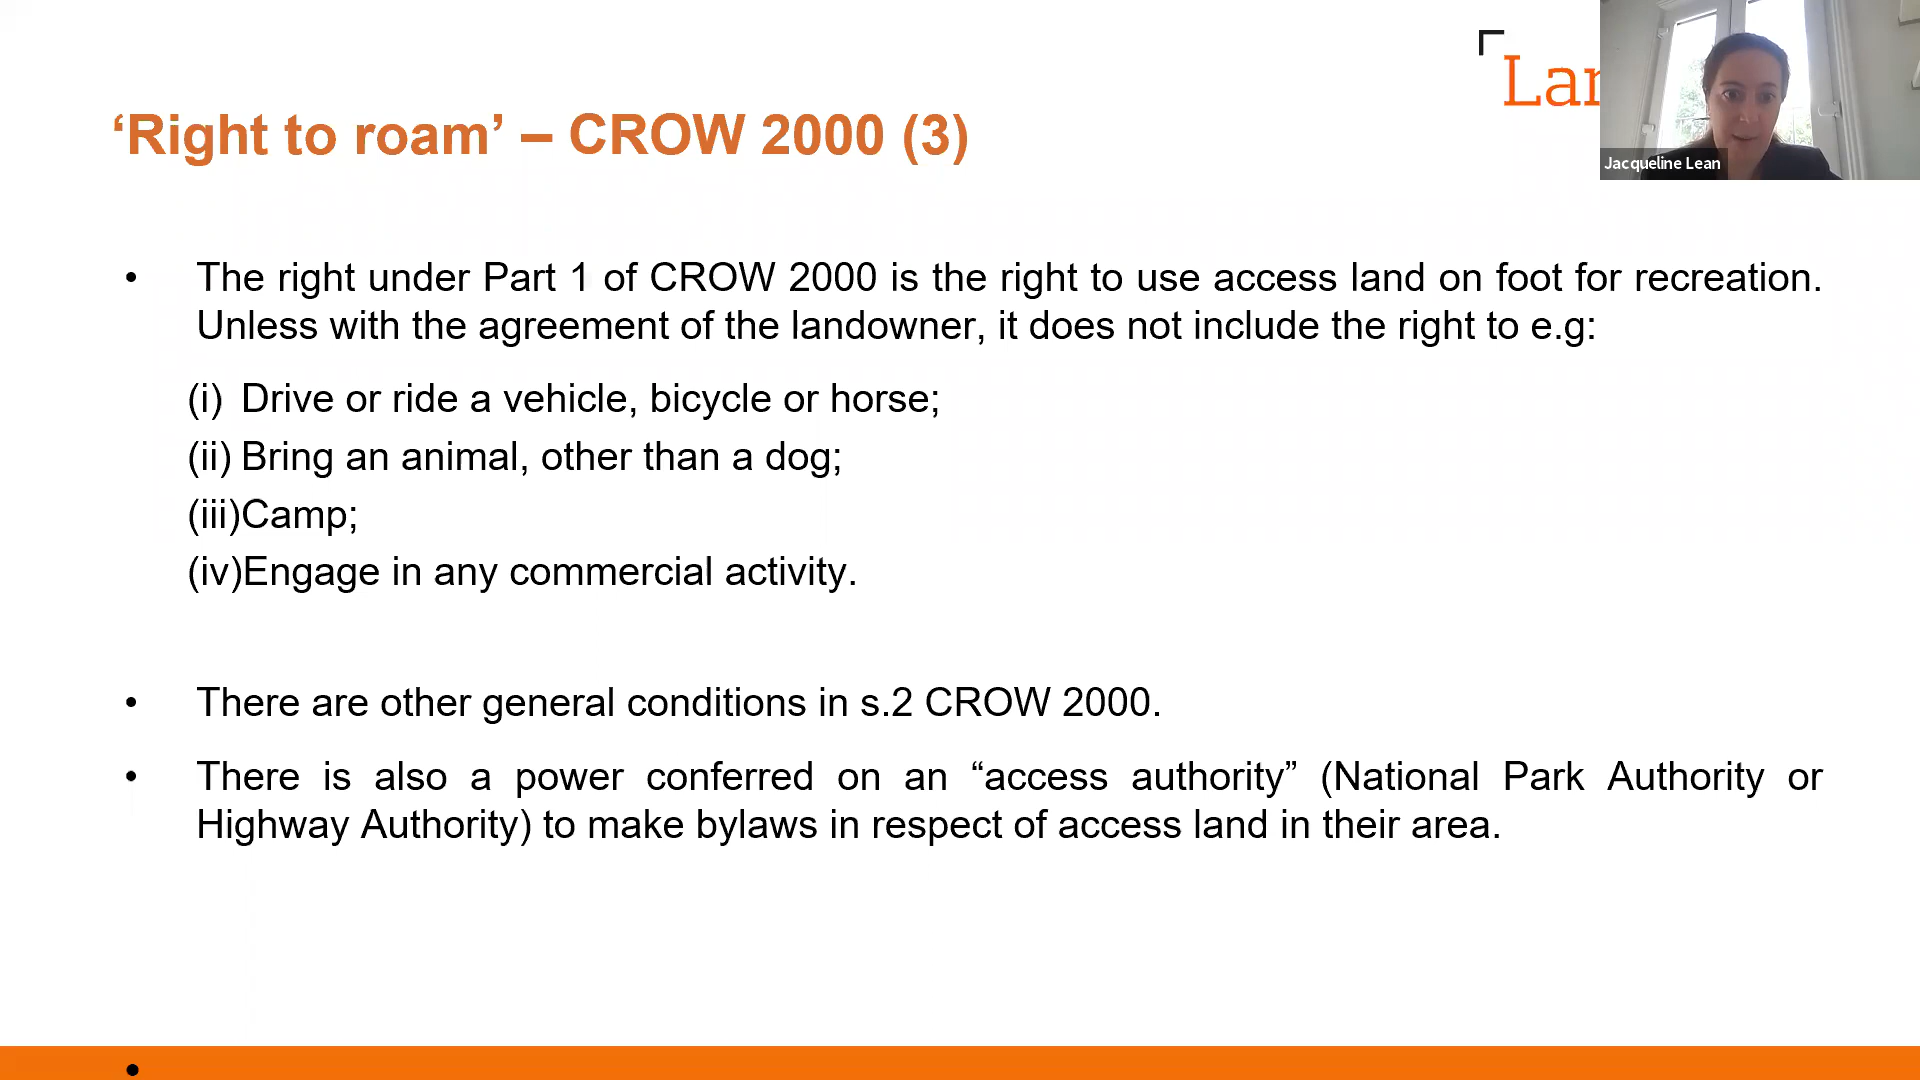 Lan
Jacqueline Lean
‘Right to roam’ – CROW 2000 (3)
• The right under Part 1 of CROW 2000 is the right to use access land on foot for recreation.
Unless with the agreement of the landowner, it does not include the right to e.g:
(i) Drive or ride a vehicle, bicycle or horse;
(ii) Bring an animal, other than a dog;
(iii)Camp;
(iv)Engage in any commercial activity.
• There are other general conditions in s.2 CROW 2000.
• There is also a power conferred on an “access authority” (National Park Authority or
Highway Authority) to make bylaws in respect of access land in their area.
•